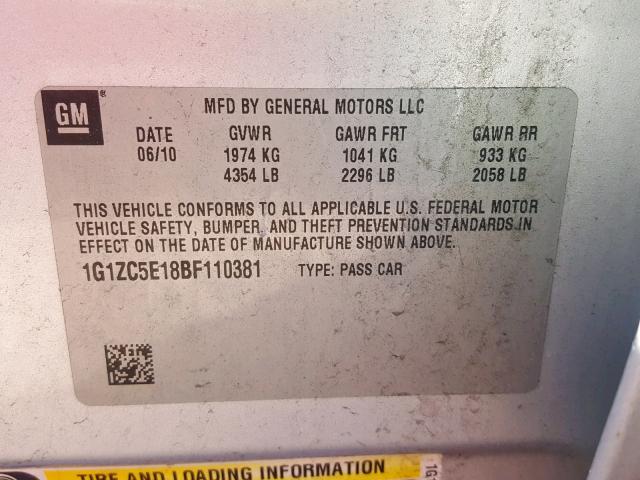 GM ®
MFD BY GENERAL MOTORS LLC
DATE GVWR GAWR FRT GAWR RR
06/10 1974 KG 1041 KG 933 KG
4354 LB 2296 LB 2058 LB
THIS VEHICLE CONFORMS TO ALL APPLICABLE U.S. FEDERAL MOTOR
VEHICLE SAFETY, BUMPER, AND THEFT PREVENTION STANDARDS IN
EFFECT ON THE DATE OF MANUFACTURE SHOWN ABOVE.
1G1ZC5E18BF110381 TYPE: PASS CAR
TIRE AND LOADING INFORMATION
1G